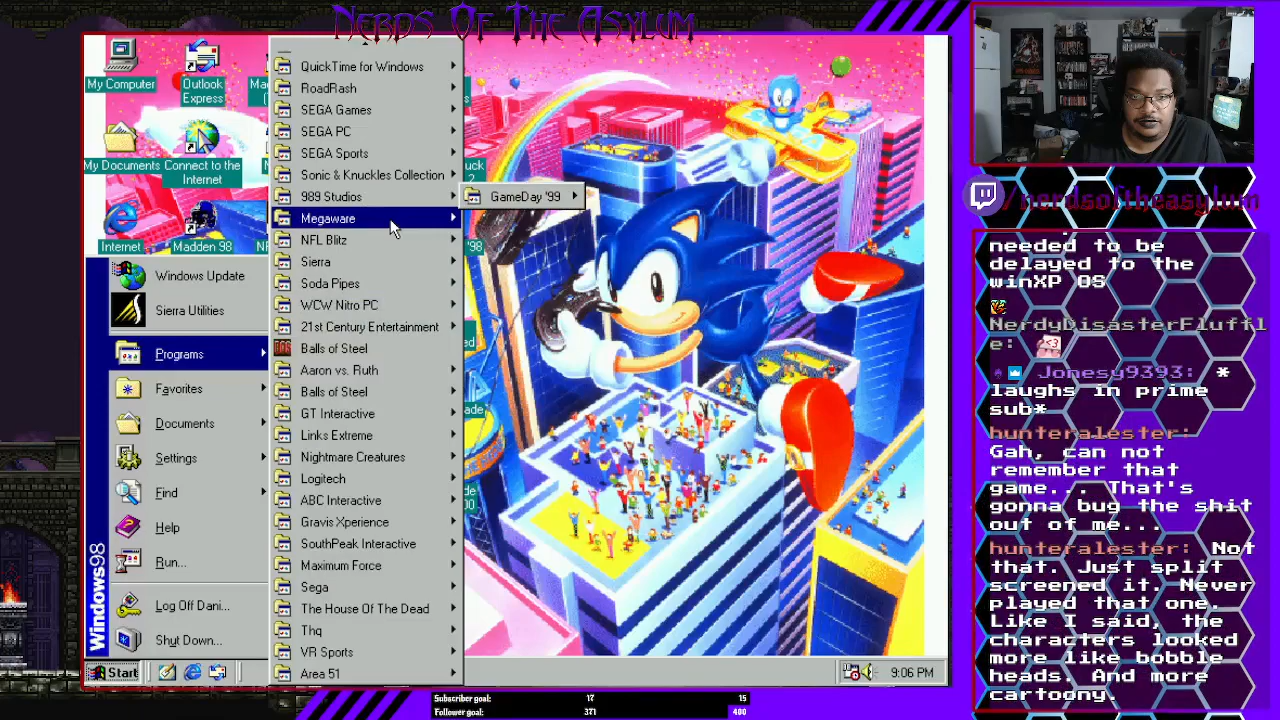 Nerds Of The Asylum
My Computer
Outlook
Express
My Documents
Connect to the
Internet
Internet
Madden 98
Windows98
Windows Update
Sierra Utilities
Programs
Favorites
Documents
Settings
Find
Help
Run...
Log Off Dani...
Shut Down...
QuickTime for Windows
RoadRash
SEGA Games
SEGA PC
SEGA Sports
Sonic & Knuckles Collection
989 Studios
GameDay '99
Megaware
NFL Blitz
Sierra
Soda Pipes
WCW Nitro PC
21st Century Entertainment
Balls of Steel
Aaron vs. Ruth
Balls of Steel
GT Interactive
Links Extreme
Nightmare Creatures
Logitech
ABC Interactive
Gravis Xperience
SouthPeak Interactive
Maximum Force
Sega
The House Of The Dead
Thq
VR Sports
Area 51
Start
9:06 PM
Subscriber goal: 17 15
Follower goal: 371 400
/nerdsoftheasylum
needed to be
delayed to the
winXP OS
NerdyDisasterFluffl
e: <3
Jonesy9393: *
laughs in prime
sub*
hunteralester:
Gah, can not
remember that
game... That's
gonna bug the shit
out of me...
hunteralester: Not
that. Just split
screened it. Never
played that one.
Like I said, the
characters looked
more like bobble
heads. And more
cartoony.